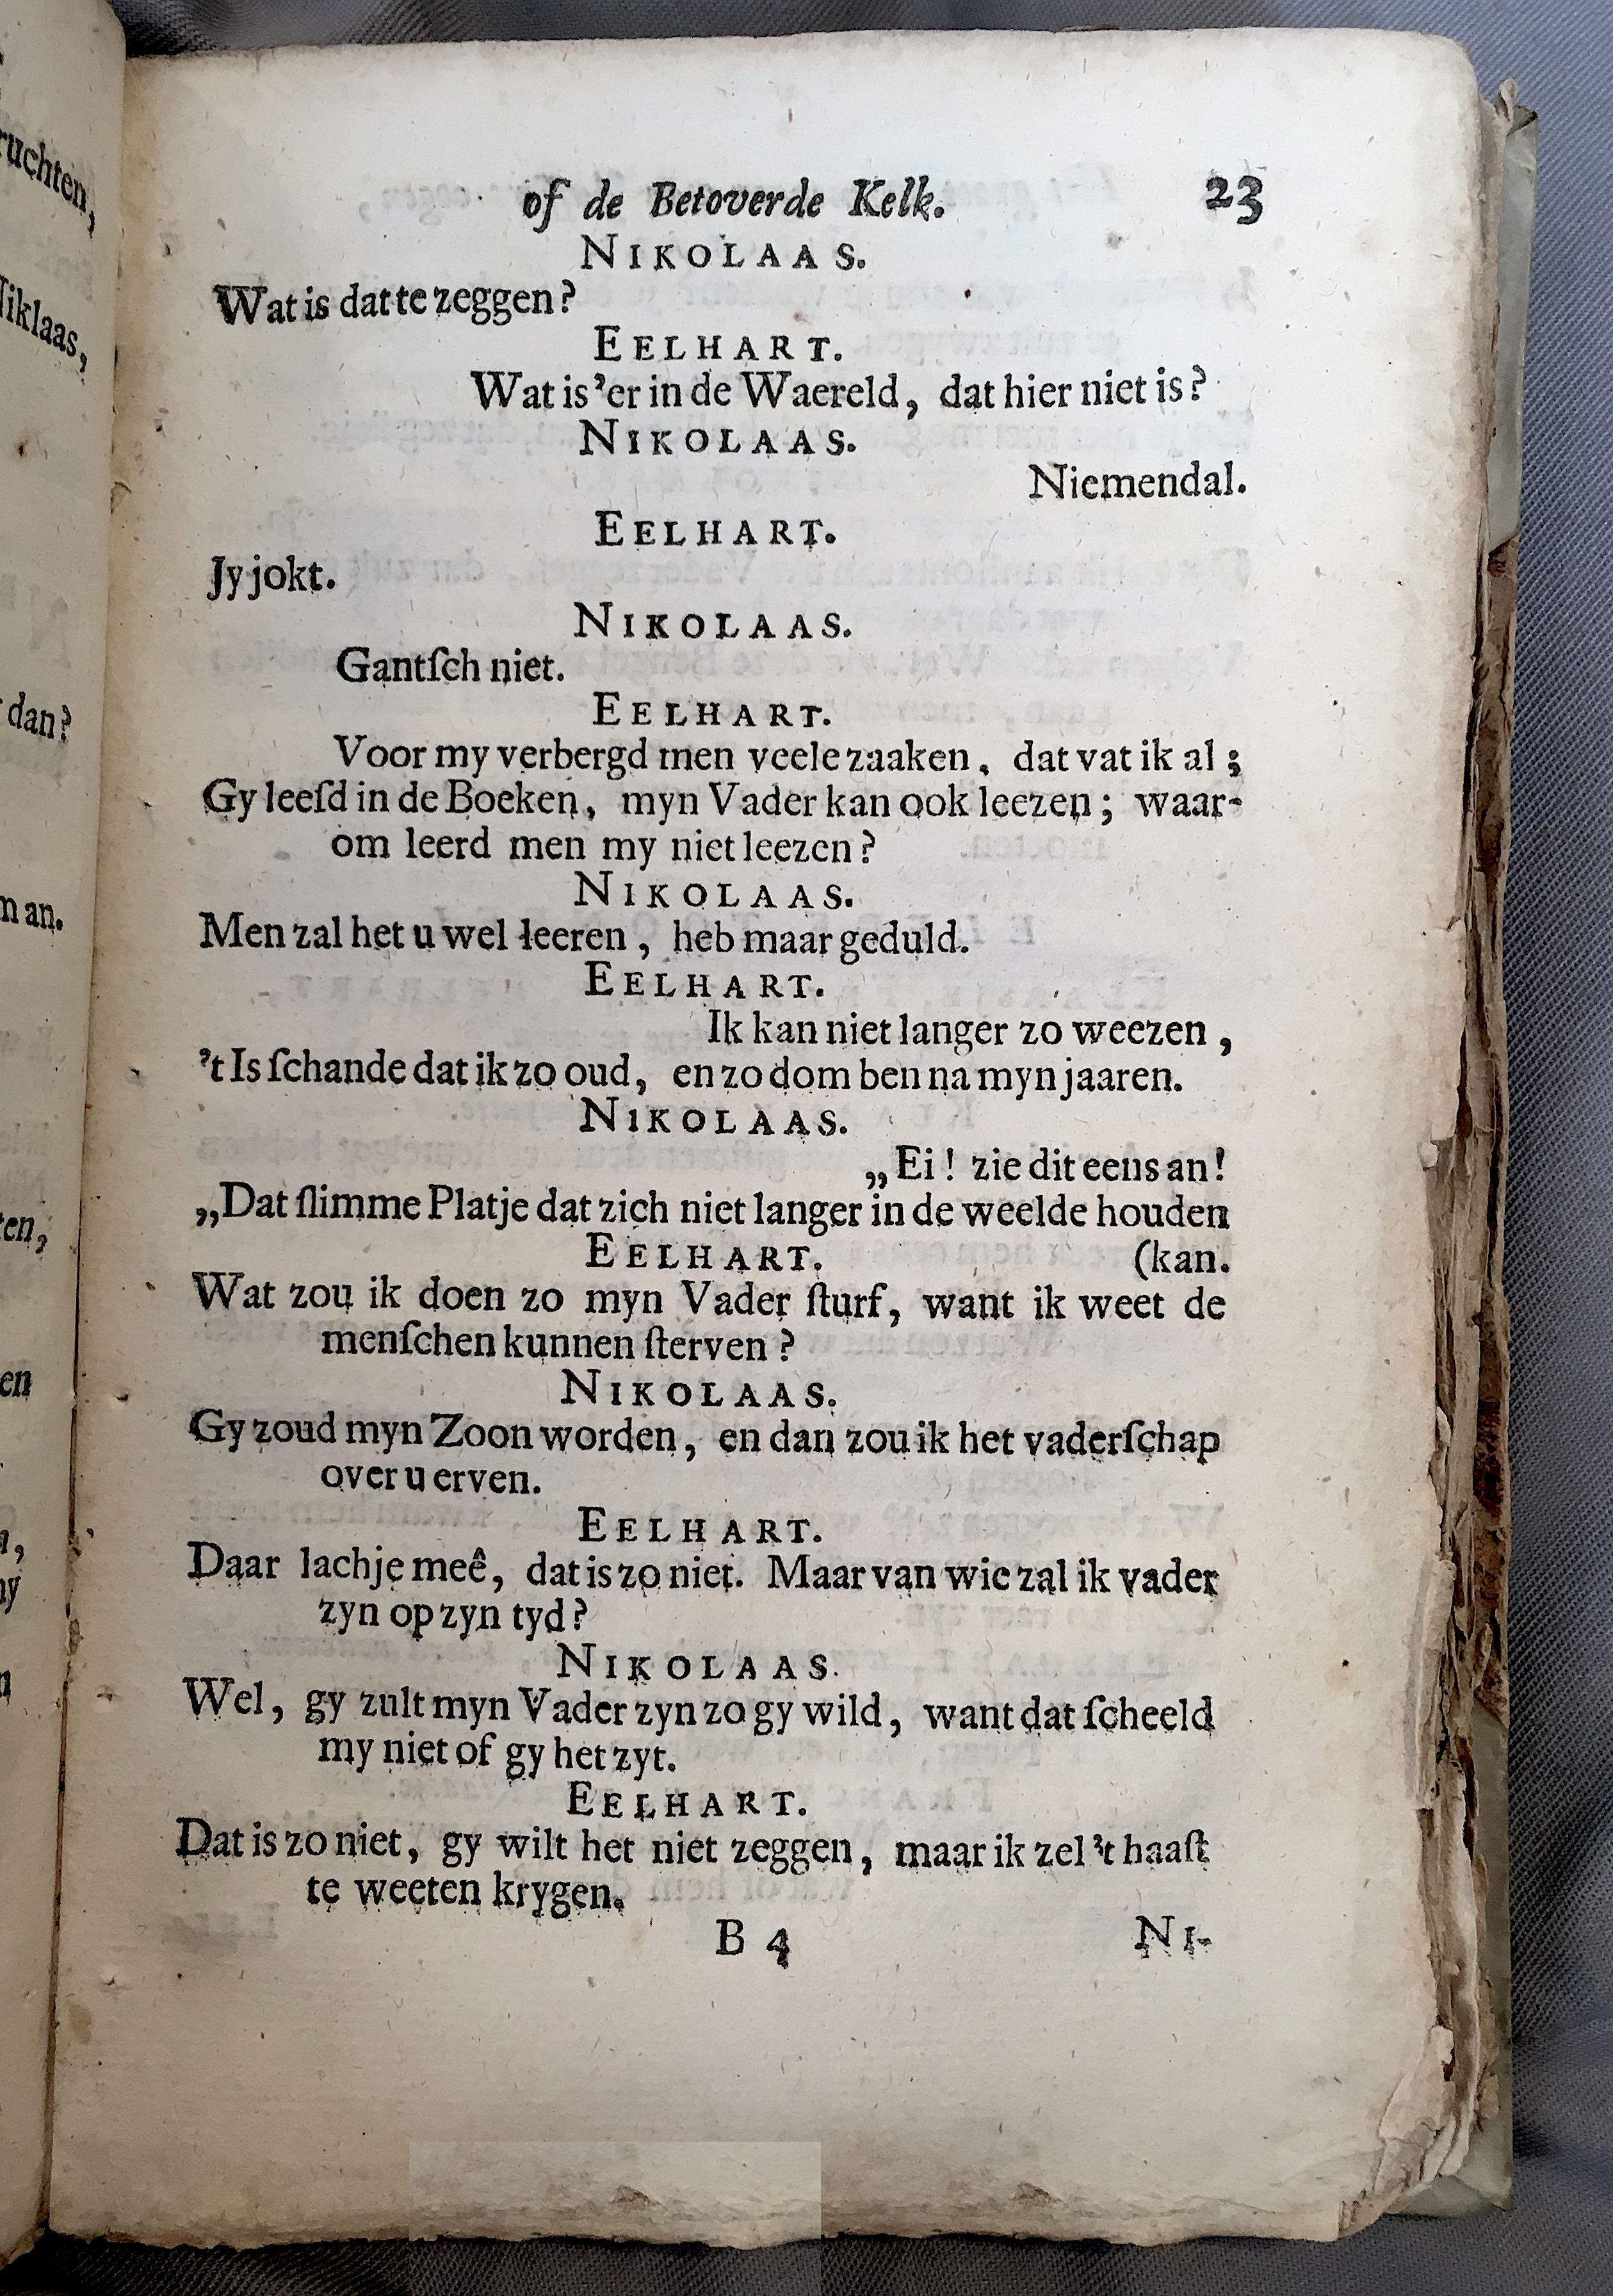 of de Betoverde Kelk. 23
NIKOLAAS.
Wat is dat te zeggen?
EELHART.
Wat is 'er in de Waereld, dat hier niet is?
NIKOLAAS.
Niemendal.
EELHART.
Jy jokt.
NIKOLAAS.
Gantſch niet.
EELHART.
Voor my verbergd men veele zaaken, dat vat ik al;
Gy leeſd in de Boeken, myn Vader kan ook leezen; waar-
om leerd men my niet leezen?
NIKOLAAS.
Men zal het u wel leeren, heb maar geduld.
EELHART.
Ik kan niet langer zo weezen,
't Is ſchande dat ik zo oud, en zo dom ben na myn jaaren.
NIKOLAAS.
„Ei! zie dit eens an!
„Dat ſlimme Platje dat zich niet langer in de weelde houden
EELHART. (kan.
Wat zou ik doen zo myn Vader ſturf, want ik weet de
menſchen kunnen ſterven?
NIKOLAAS.
Gy zoud myn Zoon worden, en dan zou ik het vaderſchap
over u erven.
EELHART.
Daar lachje meê, dat is zo niet. Maar van wie zal ik vader
zyn op zyn tyd?
NIKOLAAS.
Wel, gy zult myn Vader zyn zo gy wild, want dat ſcheeld
my niet of gy het zyt.
EELHART.
Dat is zo niet, gy wilt het niet zeggen, maar ik zel 't haaſt
te weeten krygen.
B 4 NI-
ruchten,
Niklaas,
dan?
man.
ten,
en